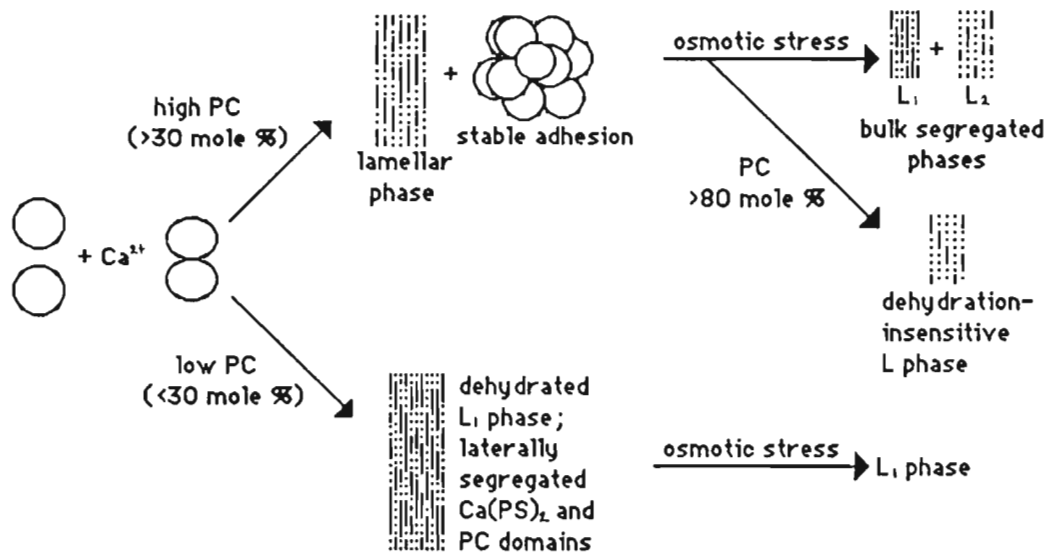 high PC
(>30 mole %)
lamellar
phase
+
stable adhesion
osmotic stress
+
L₁ L₂
bulk segregated
phases
PC
>80 mole %
dehydration-
insensitive
L phase
+ Ca²⁺
low PC
(<30 mole %)
dehydrated
L₁ phase;
laterally
segregated
Ca(PS)₂ and
PC domains
osmotic stress
L₁ phase